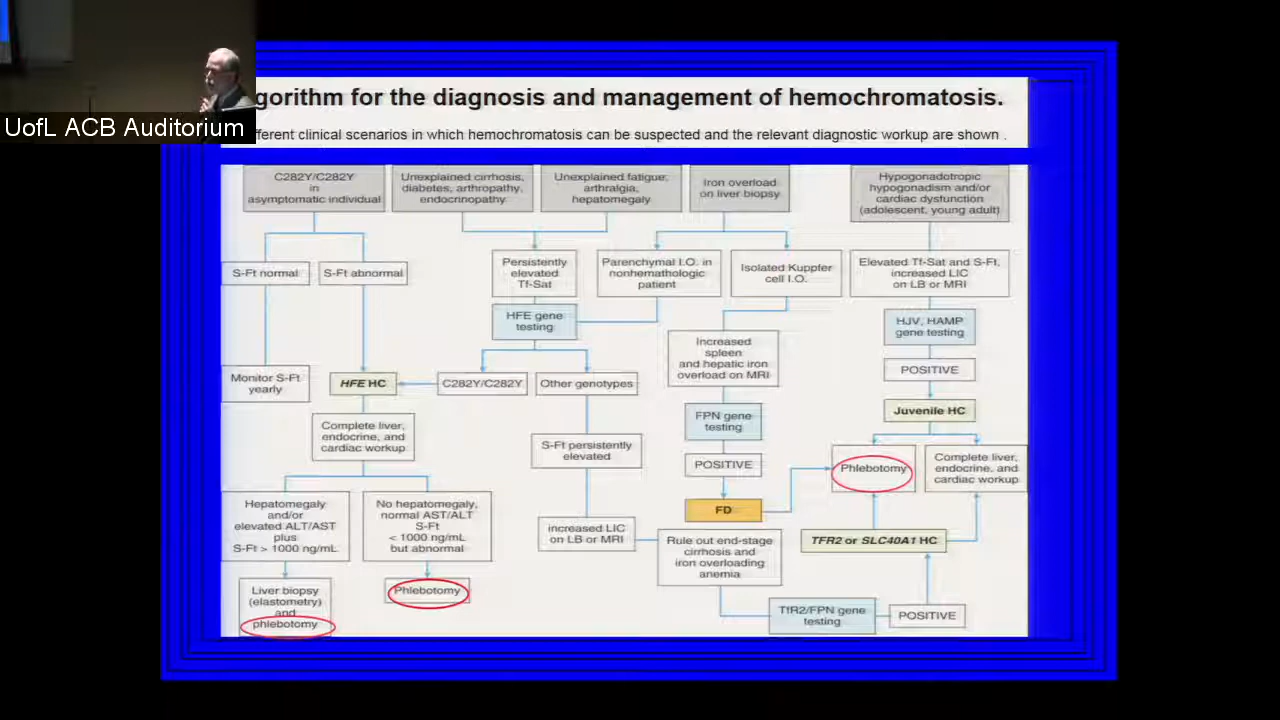 UofL ACB Auditorium
gorithm for the diagnosis and management of hemochromatosis.
fferent clinical scenarios in which hemochromatosis can be suspected and the relevant diagnostic workup are shown .
C282Y/C282Y
in
asymptomatic individual
Unexplained cirrhosis,
diabetes, arthropathy,
endocrinopathy
Unexplained fatigue,
arthralgia,
hepatomegaly
Iron overload
on liver biopsy
Hypogonadotropic
hypogonadism and/or
cardiac dysfunction
(adolescent, young adult)
S-Ft normal
S-Ft abnormal
Persistently
elevated
Tf-Sat
Parenchymal I.O. in
nonhematologic
patient
Isolated Kuppfer
cell I.O.
Elevated Tf-Sat and S-Ft,
increased LIC
on LB or MRI
HFE gene
testing
HJV, HAMP
gene testing
Increased
spleen
and hepatic iron
overload on MRI
POSITIVE
Monitor S-Ft
yearly
HFE HC
C282Y/C282Y
Other genotypes
Juvenile HC
FPN gene
testing
Complete liver,
endocrine, and
cardiac workup
S-Ft persistently
elevated
POSITIVE
Phlebotomy
Complete liver,
endocrine, and
cardiac workup
Hepatomegaly
and/or
elevated ALT/AST
plus
S-Ft > 1000 ng/mL
No hepatomegaly,
normal AST/ALT
S-Ft
< 1000 ng/mL
but abnormal
FD
increased LIC
on LB or MRI
Rule out end-stage
cirrhosis and
iron overloading
anemia
TFR2 or SLC40A1 HC
Liver biopsy
(elastometry)
and
phlebotomy
Phlebotomy
TfR2/FPN gene
testing
POSITIVE